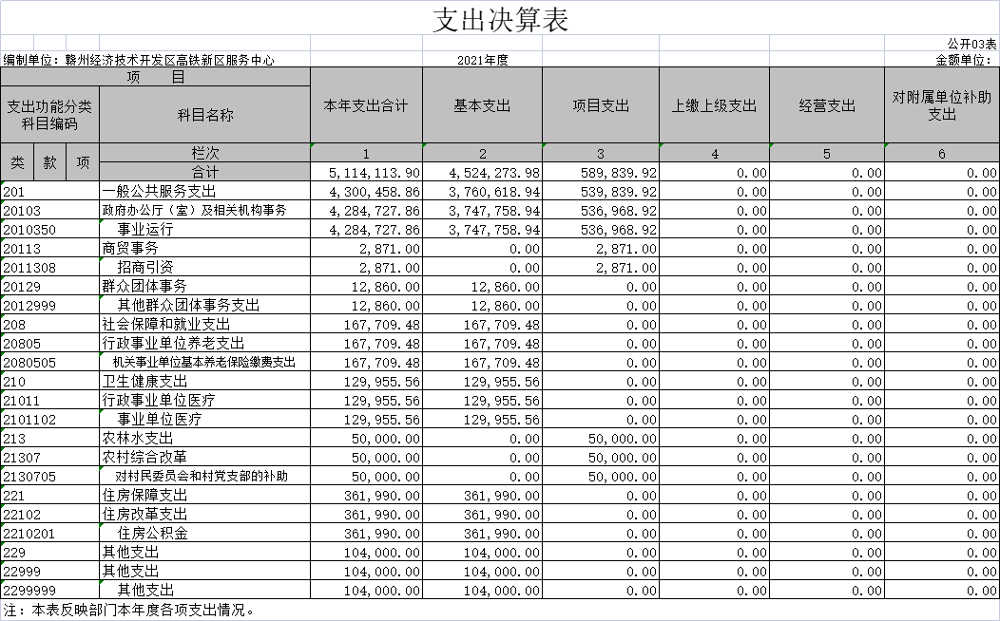 支出决算表
公开03表
编制单位：赣州经济技术开发区高铁新区服务中心 2021年度 金额单位：
项 目 本年支出合计 基本支出 项目支出 上缴上级支出 经营支出 对附属单位补助支出
支出功能分类科目编码 科目名称
类 款 项 栏次 1 2 3 4 5 6
合计 5,114,113.90 4,524,273.98 589,839.92 0.00 0.00 0.00
201 一般公共服务支出 4,300,458.86 3,760,618.94 539,839.92 0.00 0.00 0.00
20103 政府办公厅（室）及相关机构事务 4,284,727.86 3,747,758.94 536,968.92 0.00 0.00 0.00
2010350 事业运行 4,284,727.86 3,747,758.94 536,968.92 0.00 0.00 0.00
20113 商贸事务 2,871.00 0.00 2,871.00 0.00 0.00 0.00
2011308 招商引资 2,871.00 0.00 2,871.00 0.00 0.00 0.00
20129 群众团体事务 12,860.00 12,860.00 0.00 0.00 0.00 0.00
2012999 其他群众团体事务支出 12,860.00 12,860.00 0.00 0.00 0.00 0.00
208 社会保障和就业支出 167,709.48 167,709.48 0.00 0.00 0.00 0.00
20805 行政事业单位养老支出 167,709.48 167,709.48 0.00 0.00 0.00 0.00
2080505 机关事业单位基本养老保险缴费支出 167,709.48 167,709.48 0.00 0.00 0.00 0.00
210 卫生健康支出 129,955.56 129,955.56 0.00 0.00 0.00 0.00
21011 行政事业单位医疗 129,955.56 129,955.56 0.00 0.00 0.00 0.00
2101102 事业单位医疗 129,955.56 129,955.56 0.00 0.00 0.00 0.00
213 农林水支出 50,000.00 0.00 50,000.00 0.00 0.00 0.00
21307 农村综合改革 50,000.00 0.00 50,000.00 0.00 0.00 0.00
2130705 对村民委员会和村党支部的补助 50,000.00 0.00 50,000.00 0.00 0.00 0.00
221 住房保障支出 361,990.00 361,990.00 0.00 0.00 0.00 0.00
22102 住房改革支出 361,990.00 361,990.00 0.00 0.00 0.00 0.00
2210201 住房公积金 361,990.00 361,990.00 0.00 0.00 0.00 0.00
229 其他支出 104,000.00 104,000.00 0.00 0.00 0.00 0.00
22999 其他支出 104,000.00 104,000.00 0.00 0.00 0.00 0.00
2299999 其他支出 104,000.00 104,000.00 0.00 0.00 0.00 0.00
注：本表反映部门本年度各项支出情况。